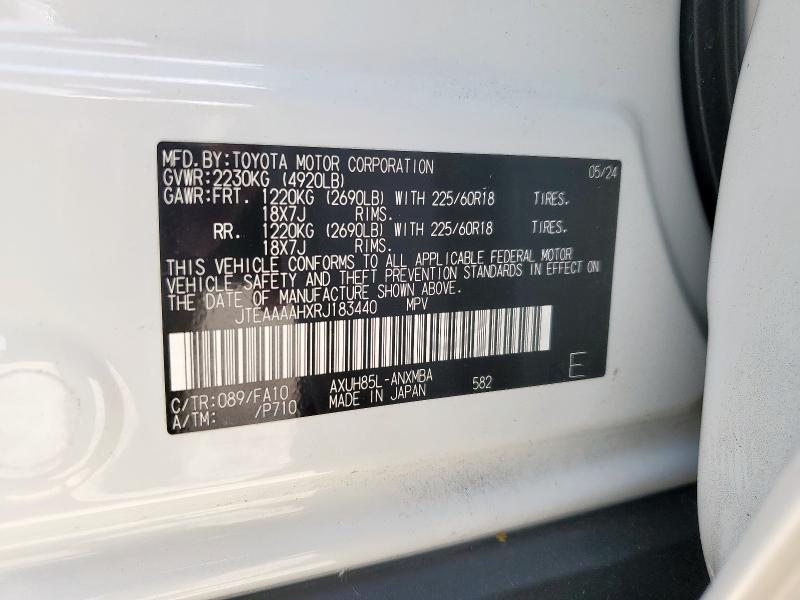 MFD.BY:TOYOTA MOTOR CORPORATION 05/24
GVWR:2230KG (4920LB)
GAWR:FRT. 1220KG (2690LB) WITH 225/60R18 TIRES.
18X7J RIMS.
RR. 1220KG (2690LB) WITH 225/60R18 TIRES.
18X7J RIMS.
THIS VEHICLE CONFORMS TO ALL APPLICABLE FEDERAL MOTOR
VEHICLE SAFETY AND THEFT PREVENTION STANDARDS IN EFFECT ON
THE DATE OF MANUFACTURE SHOWN ABOVE.
JTEAAAAHXRJ183440 MPV
C/TR:089/FA10 AXUH85L-ANXMBA 582 E
A/TM: /P710 MADE IN JAPAN